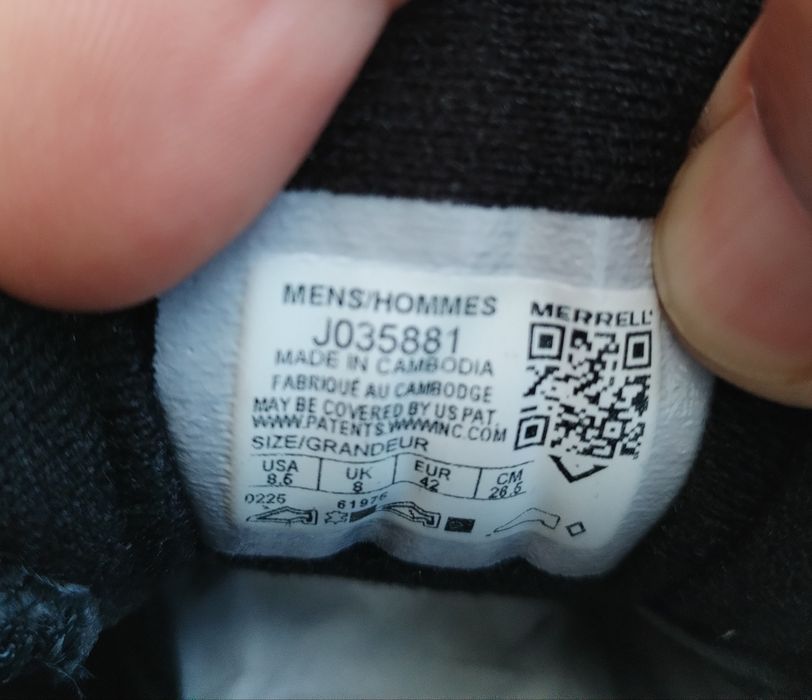 MENS/HOMMES
J035881
MADE IN CAMBODIA
FABRIQUÉ AU CAMBODGE
MAY BE COVERED BY US PAT.
WWW.PATENTS.WWWINC.COM
SIZE/GRANDEUR
USA UK EUR CM
8.5 8 42 26.5
0225 61976
MERRELL